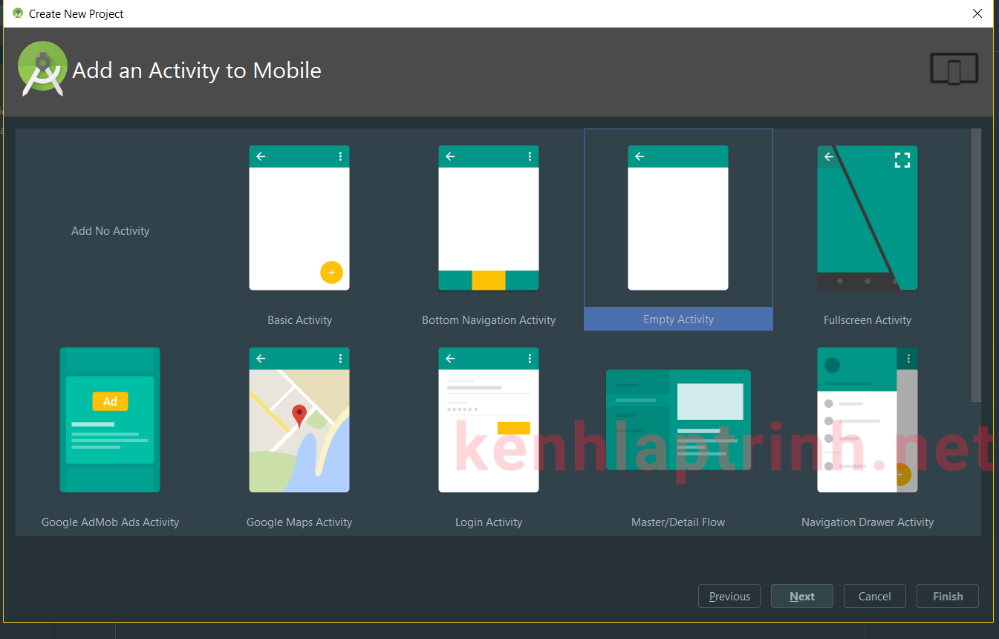 Create New Project
Add an Activity to Mobile
Add No Activity
Basic Activity
Bottom Navigation Activity
Empty Activity
Fullscreen Activity
Ad
Google AdMob Ads Activity
Google Maps Activity
Login Activity
Master/Detail Flow
Navigation Drawer Activity
kenhlaptrinh.net
Previous
Next
Cancel
Finish